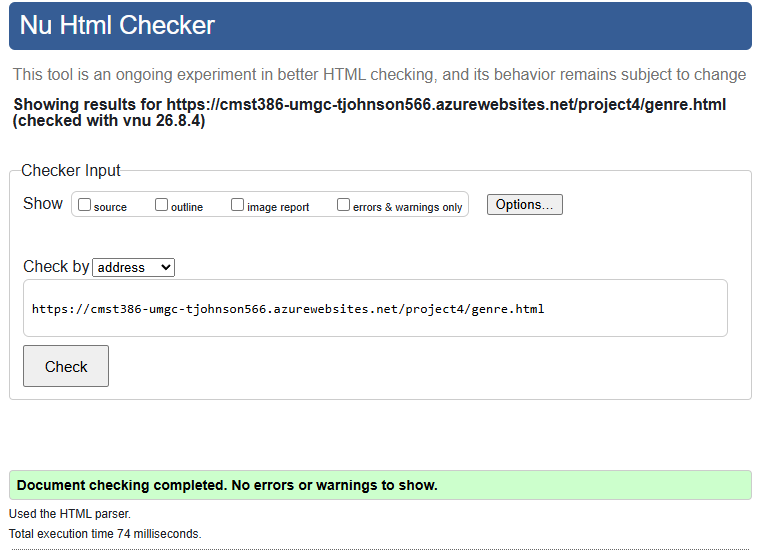 Nu Html Checker
This tool is an ongoing experiment in better HTML checking, and its behavior remains subject to change
Showing results for https://cmst386-umgc-tjohnson566.azurewebsites.net/project4/genre.html
(checked with vnu 26.8.4)
Checker Input
Show source outline image report errors & warnings only Options...
Check by address
https://cmst386-umgc-tjohnson566.azurewebsites.net/project4/genre.html
Check
Document checking completed. No errors or warnings to show.
Used the HTML parser.
Total execution time 74 milliseconds.